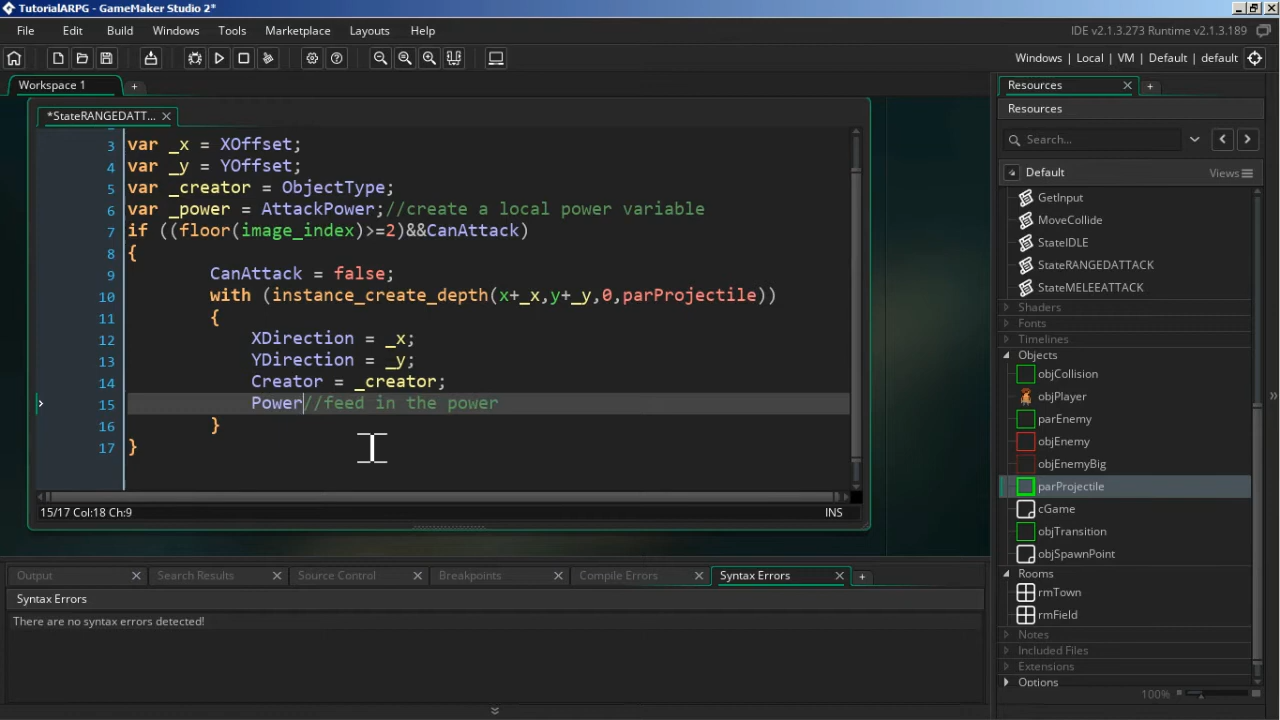 TutorialARPG - GameMaker Studio 2*
File Edit Build Windows Tools Marketplace Layouts Help
IDE v2.1.3.273 Runtime v2.1.3.189
Windows | Local | VM | Default | default
Workspace 1
+
*StateRANGEDATT...
3 var _x = XOffset;
4 var _y = YOffset;
5 var _creator = ObjectType;
6 var _power = AttackPower;//create a local power variable
7 if ((floor(image_index)>=2)&&CanAttack)
8 {
9 CanAttack = false;
10 with (instance_create_depth(x+_x,y+_y,0,parProjectile))
11 {
12 XDirection = _x;
13 YDirection = _y;
14 Creator = _creator;
15 Power//feed in the power
16 }
17 }
15/17 Col:18 Ch:9
INS
Output
Search Results
Source Control
Breakpoints
Compile Errors
Syntax Errors
+
Syntax Errors
There are no syntax errors detected!
Resources
+
Resources
Search...
Default
Views
GetInput
MoveCollide
StateIDLE
StateRANGEDATTACK
StateMELEEATTACK
Shaders
Fonts
Timelines
Objects
objCollision
objPlayer
parEnemy
objEnemy
objEnemyBig
parProjectile
cGame
objTransition
objSpawnPoint
Rooms
rmTown
rmField
Notes
Included Files
Extensions
Options
100%